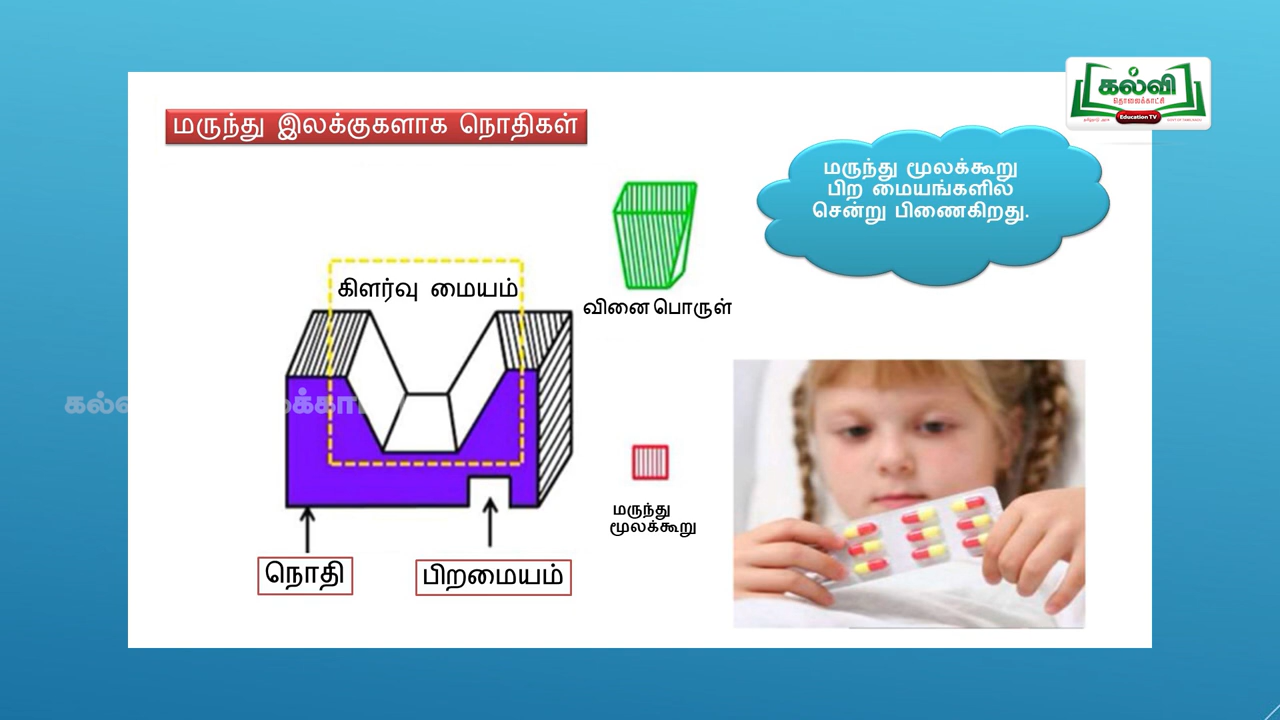 கல்வி
தொலைக்காட்சி
Education TV
மருந்து இலக்குகளாக நொதிகள்
மருந்து மூலக்கூறு
பிற மையங்களில்
சென்று பிணைகிறது.
கிளர்வு மையம்
வினைபொருள்
மருந்து
மூலக்கூறு
நொதி
பிறமையம்